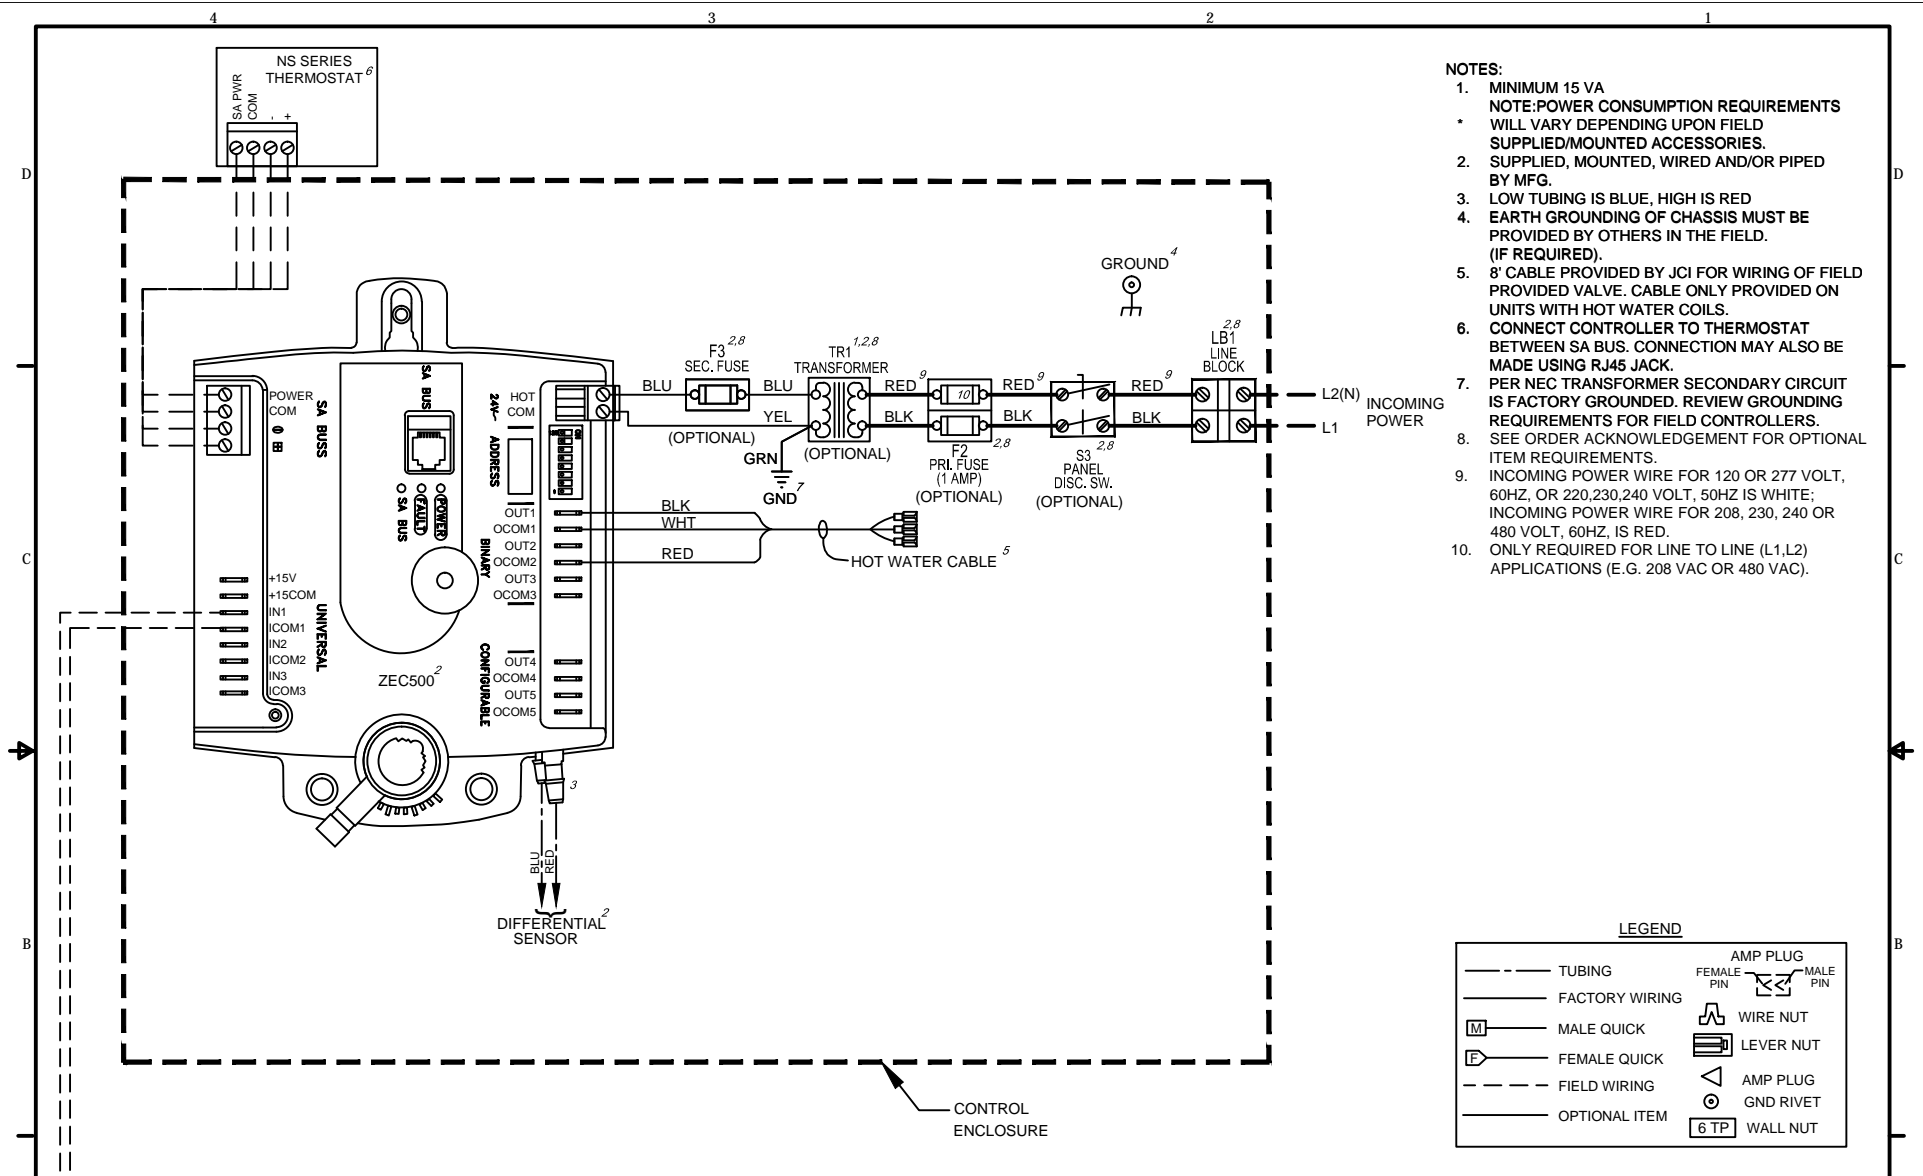 4 3 2 1
NS SERIES
THERMOSTAT 6
SA PWR
COM
-
+
D
D
GROUND 4
F3 2,8
SEC. FUSE
TR1 1,2,8
TRANSFORMER
2,8
LB1
LINE
BLOCK
BLU
BLU
RED 9
10
RED 9
RED 9
L2(N)
YEL
BLK
BLK
BLK
L1
INCOMING
POWER
(OPTIONAL)
(OPTIONAL)
GRN
GND 7
2,8
F2
PRI. FUSE
(1 AMP)
(OPTIONAL)
2,8
S3
PANEL
DISC. SW.
(OPTIONAL)
POWER
COM
SA BUSS
SA BUS
HOT
COM
24V~
ADDRESS
ON
SA BUS
FAULT
POWER
OUT1
OCOM1
OUT2
OCOM2
OUT3
OCOM3
BINARY
BLK
WHT
RED
HOT WATER CABLE 5
C
C
+15V
+15COM
IN1
ICOM1
IN2
ICOM2
IN3
ICOM3
UNIVERSAL
ZEC500 2
OUT4
OCOM4
OUT5
OCOM5
CONFIGURABLE
3
BLU
RED
DIFFERENTIAL 2
SENSOR
B
B
CONTROL
ENCLOSURE
NOTES:
1. MINIMUM 15 VA
NOTE:POWER CONSUMPTION REQUIREMENTS
* WILL VARY DEPENDING UPON FIELD
SUPPLIED/MOUNTED ACCESSORIES.
2. SUPPLIED, MOUNTED, WIRED AND/OR PIPED
BY MFG.
3. LOW TUBING IS BLUE, HIGH IS RED
4. EARTH GROUNDING OF CHASSIS MUST BE
PROVIDED BY OTHERS IN THE FIELD.
(IF REQUIRED).
5. 8' CABLE PROVIDED BY JCI FOR WIRING OF FIELD
PROVIDED VALVE. CABLE ONLY PROVIDED ON
UNITS WITH HOT WATER COILS.
6. CONNECT CONTROLLER TO THERMOSTAT
BETWEEN SA BUS. CONNECTION MAY ALSO BE
MADE USING RJ45 JACK.
7. PER NEC TRANSFORMER SECONDARY CIRCUIT
IS FACTORY GROUNDED. REVIEW GROUNDING
REQUIREMENTS FOR FIELD CONTROLLERS.
8. SEE ORDER ACKNOWLEDGEMENT FOR OPTIONAL
ITEM REQUIREMENTS.
9. INCOMING POWER WIRE FOR 120 OR 277 VOLT,
60HZ, OR 220,230,240 VOLT, 50HZ IS WHITE;
INCOMING POWER WIRE FOR 208, 230, 240 OR
480 VOLT, 60HZ, IS RED.
10. ONLY REQUIRED FOR LINE TO LINE (L1,L2)
APPLICATIONS (E.G. 208 VAC OR 480 VAC).
LEGEND
TUBING
FACTORY WIRING
M MALE QUICK
F FEMALE QUICK
FIELD WIRING
OPTIONAL ITEM
AMP PLUG
FEMALE
PIN
MALE
PIN
WIRE NUT
LEVER NUT
AMP PLUG
GND RIVET
6 TP WALL NUT